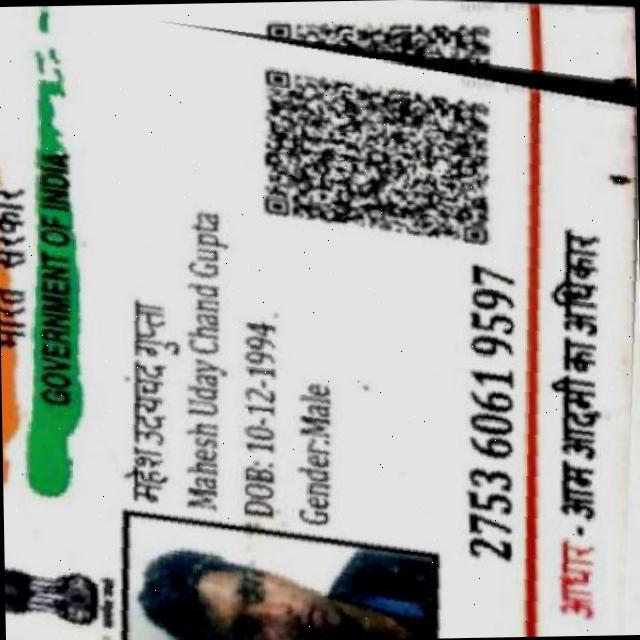 भारत सरकार
GOVERNMENT OF INDIA
महेश उदयचंद गुप्ता
Mahesh Uday Chand Gupta
DOB: 10-12-1994
Gender:Male
2753 6061 9597
आधार - आम आदमी का अधिकार